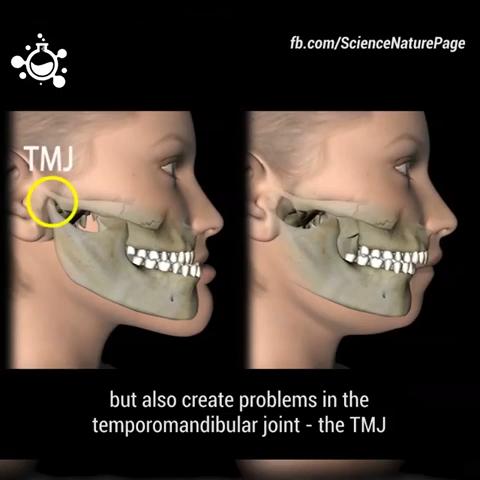 fb.com/ScienceNaturePage
TMJ
but also create problems in the
temporomandibular joint - the TMJ